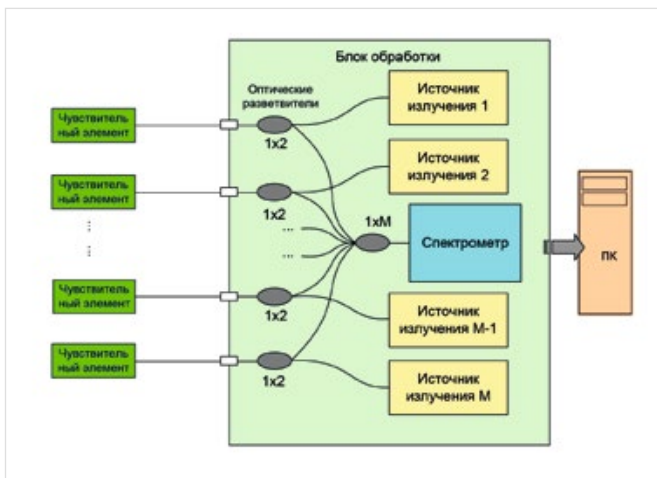 Блок обработки
Оптические
разветвители
Источник
излучения 1
Чувствитель
ный элемент
1x2
Источник
излучения 2
Чувствитель
ный элемент
1x2
...
...
1xM
Спектрометр
ПК
Чувствитель
ный элемент
1x2
Источник
излучения М-1
Чувствитель
ный элемент
1x2
Источник
излучения М